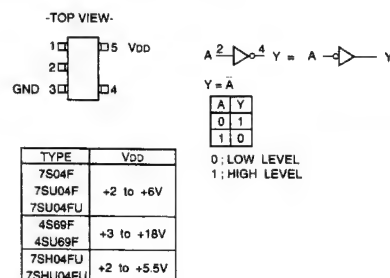 -TOP VIEW-
1 5 VDD
2
GND 3 4
A 2 4 Y = A Y
Y = A̅
A Y
0 1
1 0
0 ; LOW LEVEL
1 ; HIGH LEVEL
TYPE VDD
7S04F
7SU04F +2 to +6V
7SU04FU
4S69F +3 to +18V
4SU69F
7SH04FU +2 to +5.5V
7SHU04FU